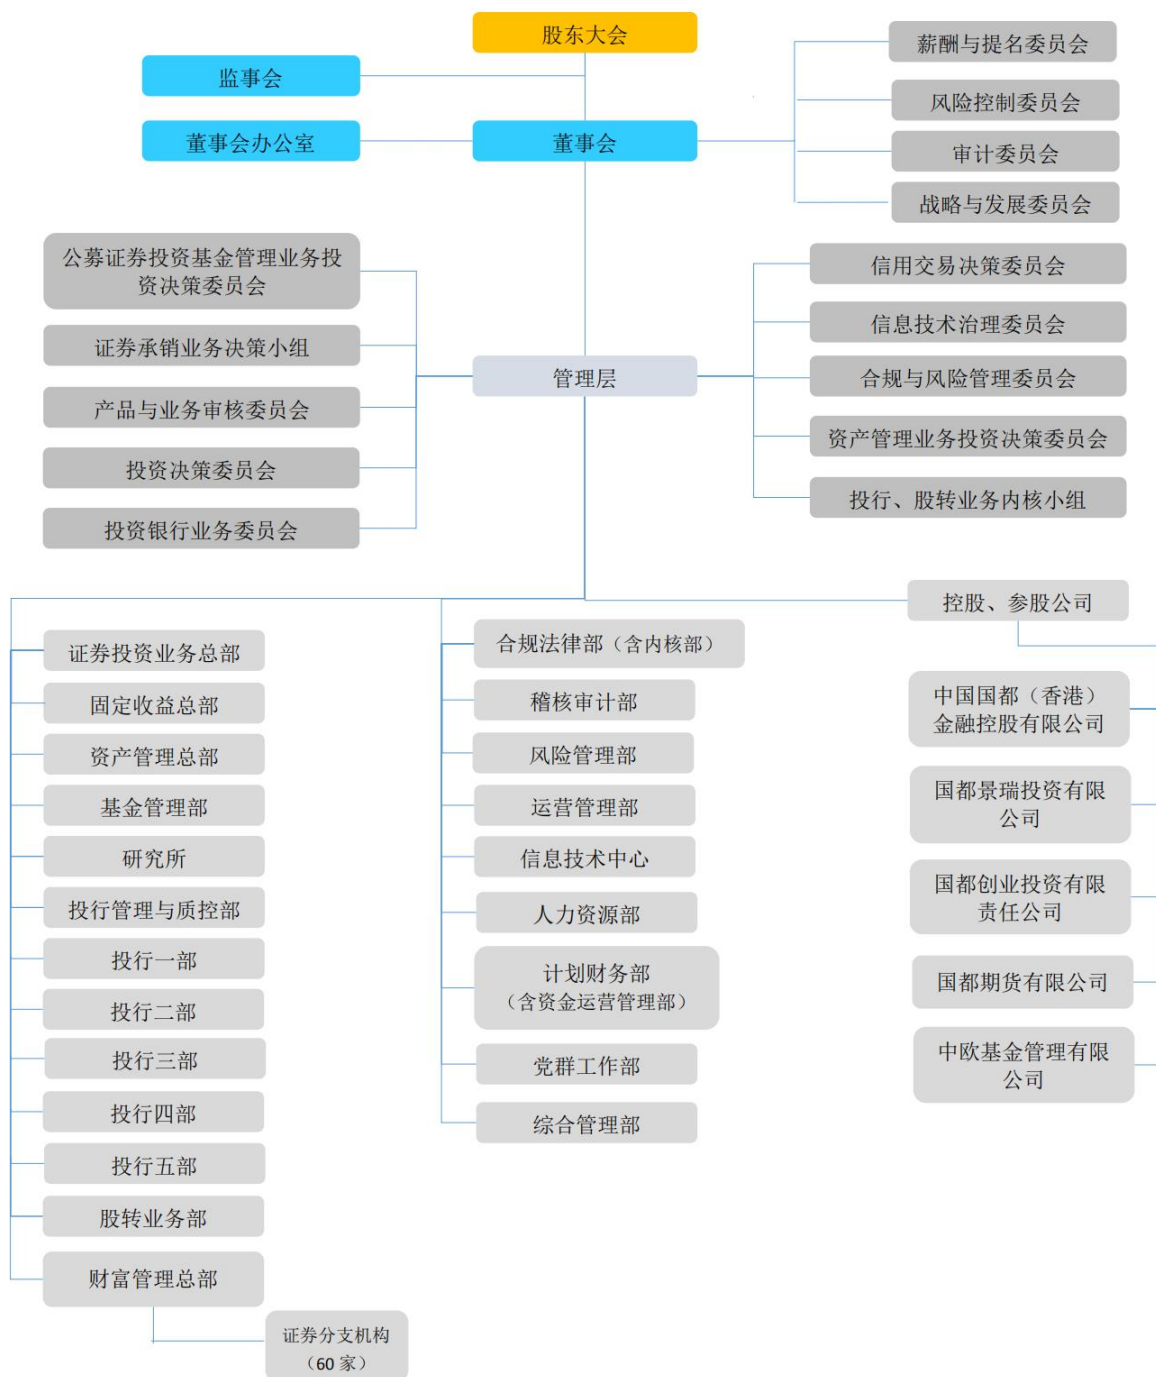 股东大会
监事会
董事会办公室
董事会
薪酬与提名委员会
风险控制委员会
审计委员会
战略与发展委员会
公募证券投资基金管理业务投
资决策委员会
证券承销业务决策小组
产品与业务审核委员会
投资决策委员会
投资银行业务委员会
管理层
信用交易决策委员会
信息技术治理委员会
合规与风险管理委员会
资产管理业务投资决策委员会
投行、股转业务内核小组
证券投资业务总部
固定收益总部
资产管理总部
基金管理部
研究所
投行管理与质控部
投行一部
投行二部
投行三部
投行四部
投行五部
股转业务部
财富管理总部
证券分支机构
（60 家）
合规法律部（含内核部）
稽核审计部
风险管理部
运营管理部
信息技术中心
人力资源部
计划财务部
（含资金运营管理部）
党群工作部
综合管理部
控股、参股公司
中国国都（香港）
金融控股有限公司
国都景瑞投资有限
公司
国都创业投资有限
责任公司
国都期货有限公司
中欧基金管理有限
公司